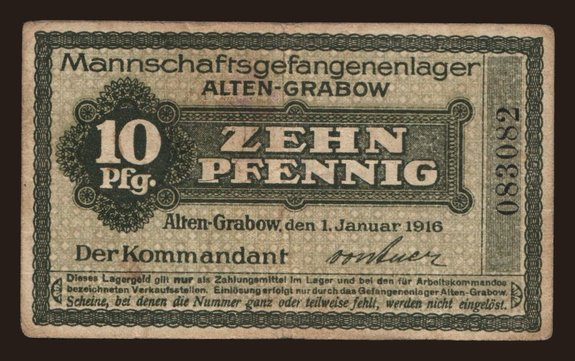 Mannschaftsgefangenenlager
ALTEN-GRABOW
10
Pfg.
ZEHN
PFENNIG
083082
Alten-Grabow, den 1. Januar 1916
Der Kommandant
Dieses Lagergeld gilt nur als Zahlungsmittel im Lager und bei den für Arbeitskommandos
bezeichneten Verkaufsstellen. Einlösung erfolgt nur durch das Gefangenenlager Alten-Grabow.
Scheine, bei denen die Nummer ganz oder teilweise fehlt, werden nicht eingelöst.